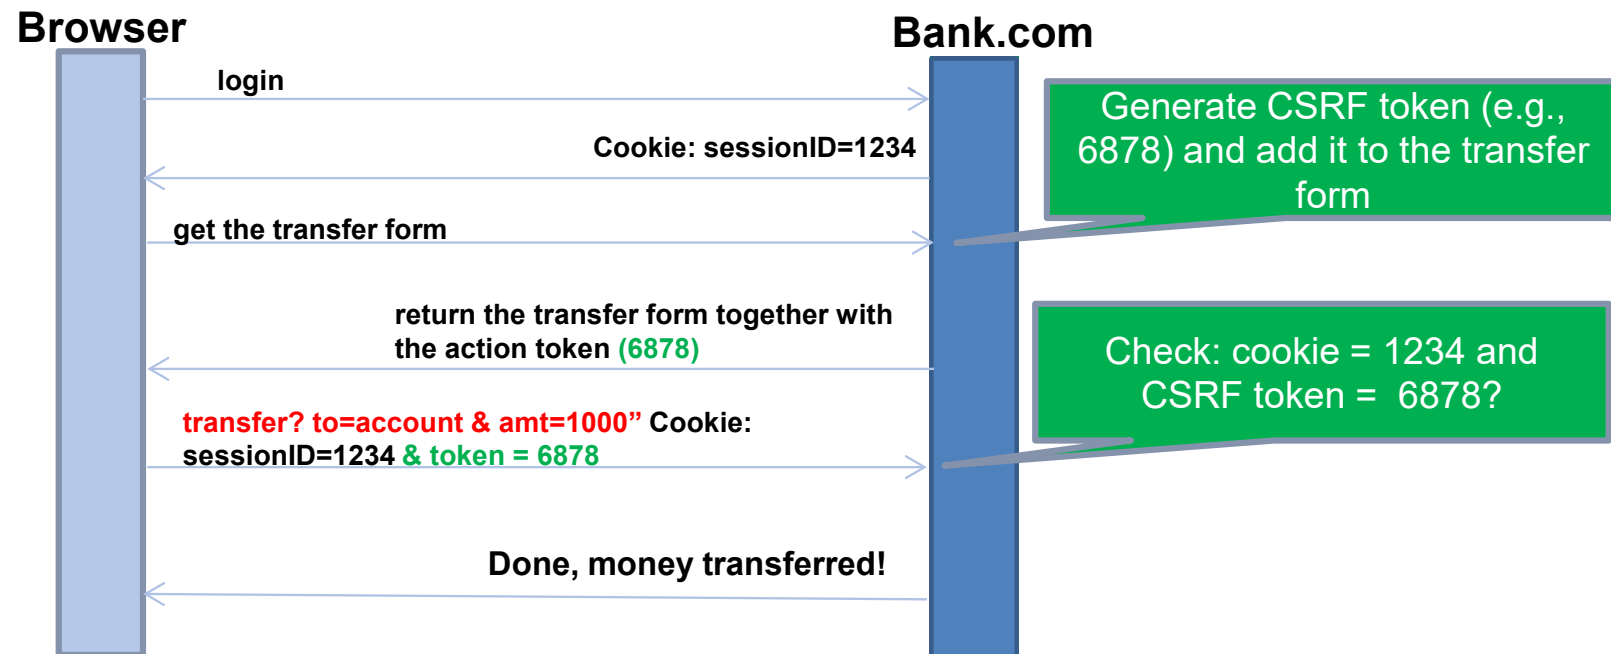 Browser
Bank.com
login
Generate CSRF token (e.g.,
6878) and add it to the transfer
form
Cookie: sessionID=1234
get the transfer form
return the transfer form together with
the action token (6878)
Check: cookie = 1234 and
CSRF token = 6878?
transfer? to=account & amt=1000” Cookie:
sessionID=1234 & token = 6878
Done, money transferred!